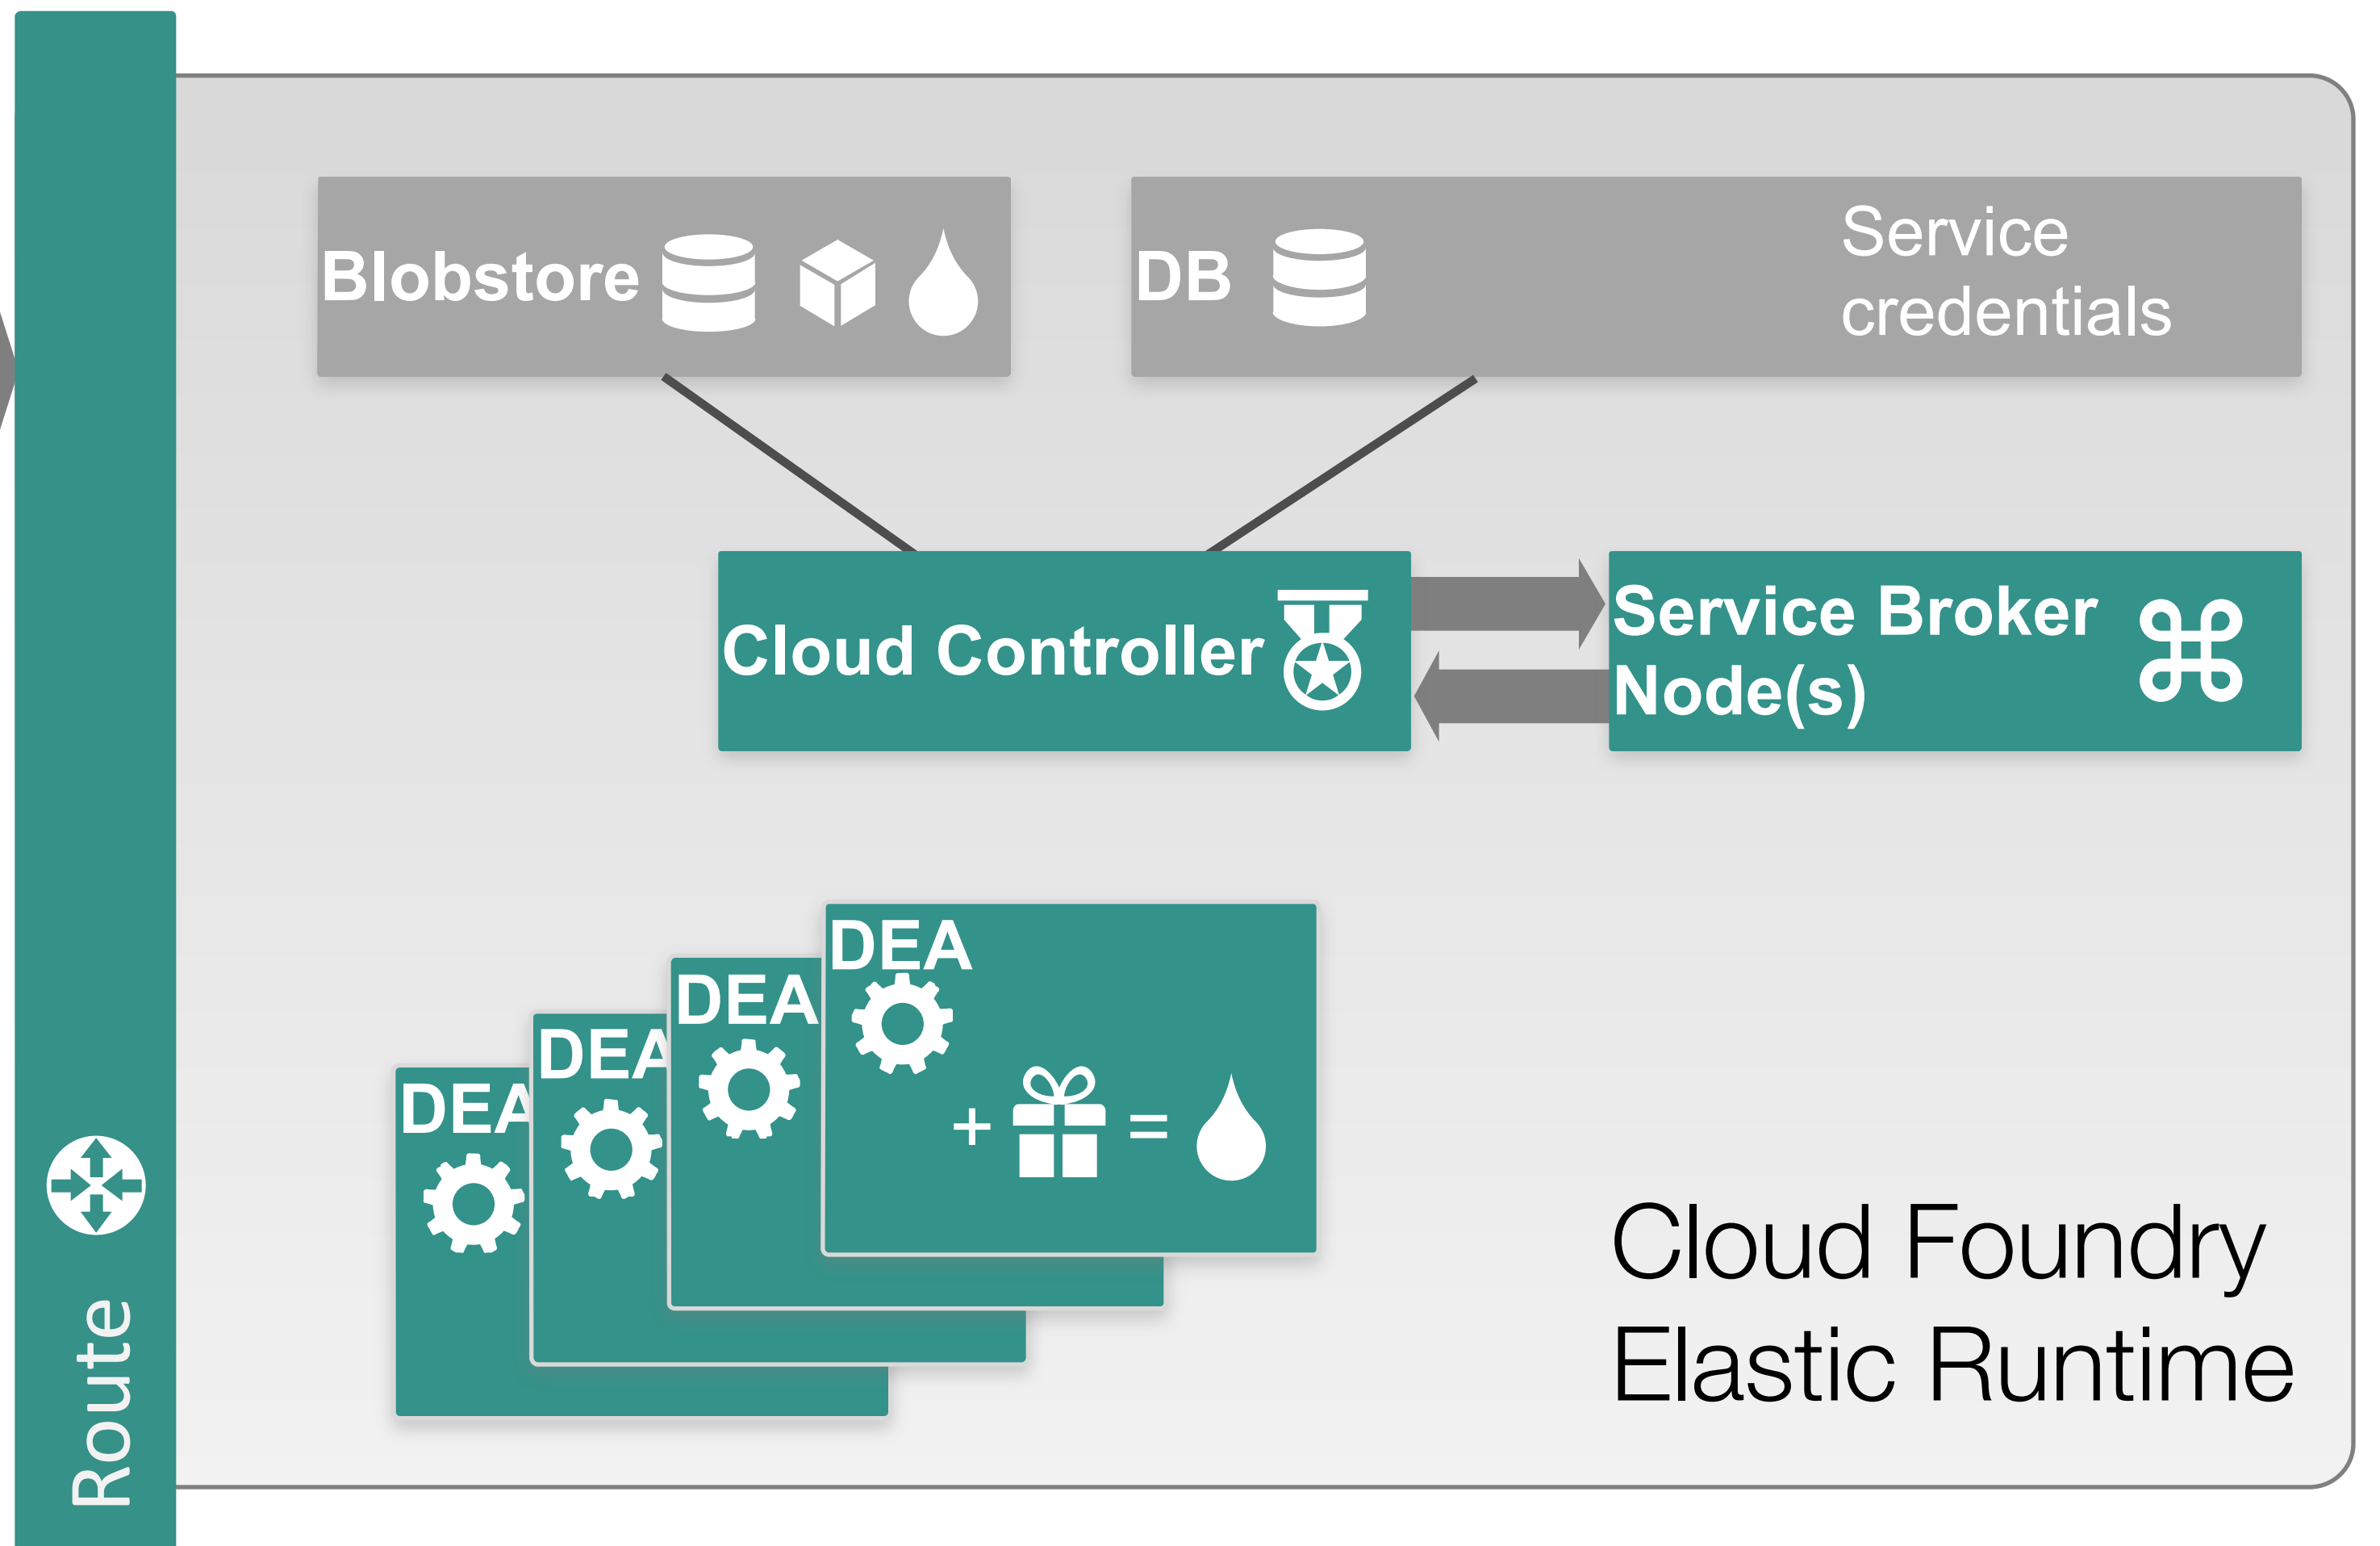 Blobstore
DB
Service
credentials
Cloud Controller
Service Broker
Node(s)
DEA
DEA
DEA
DEA
+ =
Cloud Foundry
Elastic Runtime
Route